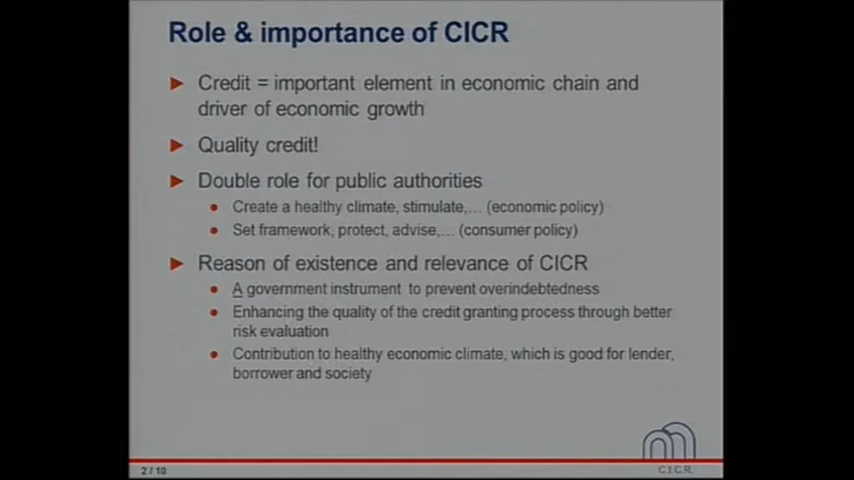 Role & importance of CICR
Credit = important element in economic chain and
driver of economic growth
Quality credit!
Double role for public authorities
Create a healthy climate, stimulate,... (economic policy)
Set framework, protect, advise,... (consumer policy)
Reason of existence and relevance of CICR
A government instrument to prevent overindebtedness
Enhancing the quality of the credit granting process through better
risk evaluation
Contribution to healthy economic climate, which is good for lender,
borrower and society
2 / 10
C.I.C.R